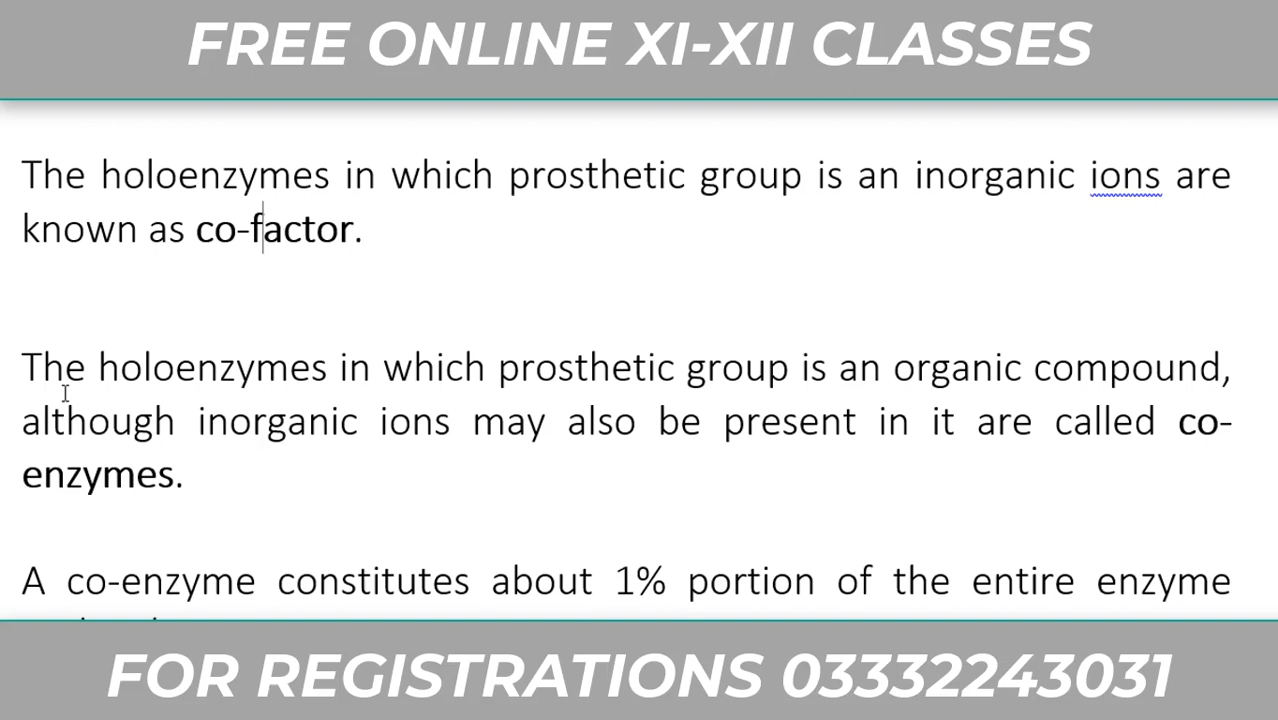 FREE ONLINE XI-XII CLASSES
The holoenzymes in which prosthetic group is an inorganic ions are
known as co-factor.
The holoenzymes in which prosthetic group is an organic compound,
although inorganic ions may also be present in it are called co-
enzymes.
A co-enzyme constitutes about 1% portion of the entire enzyme
FOR REGISTRATIONS 03332243031